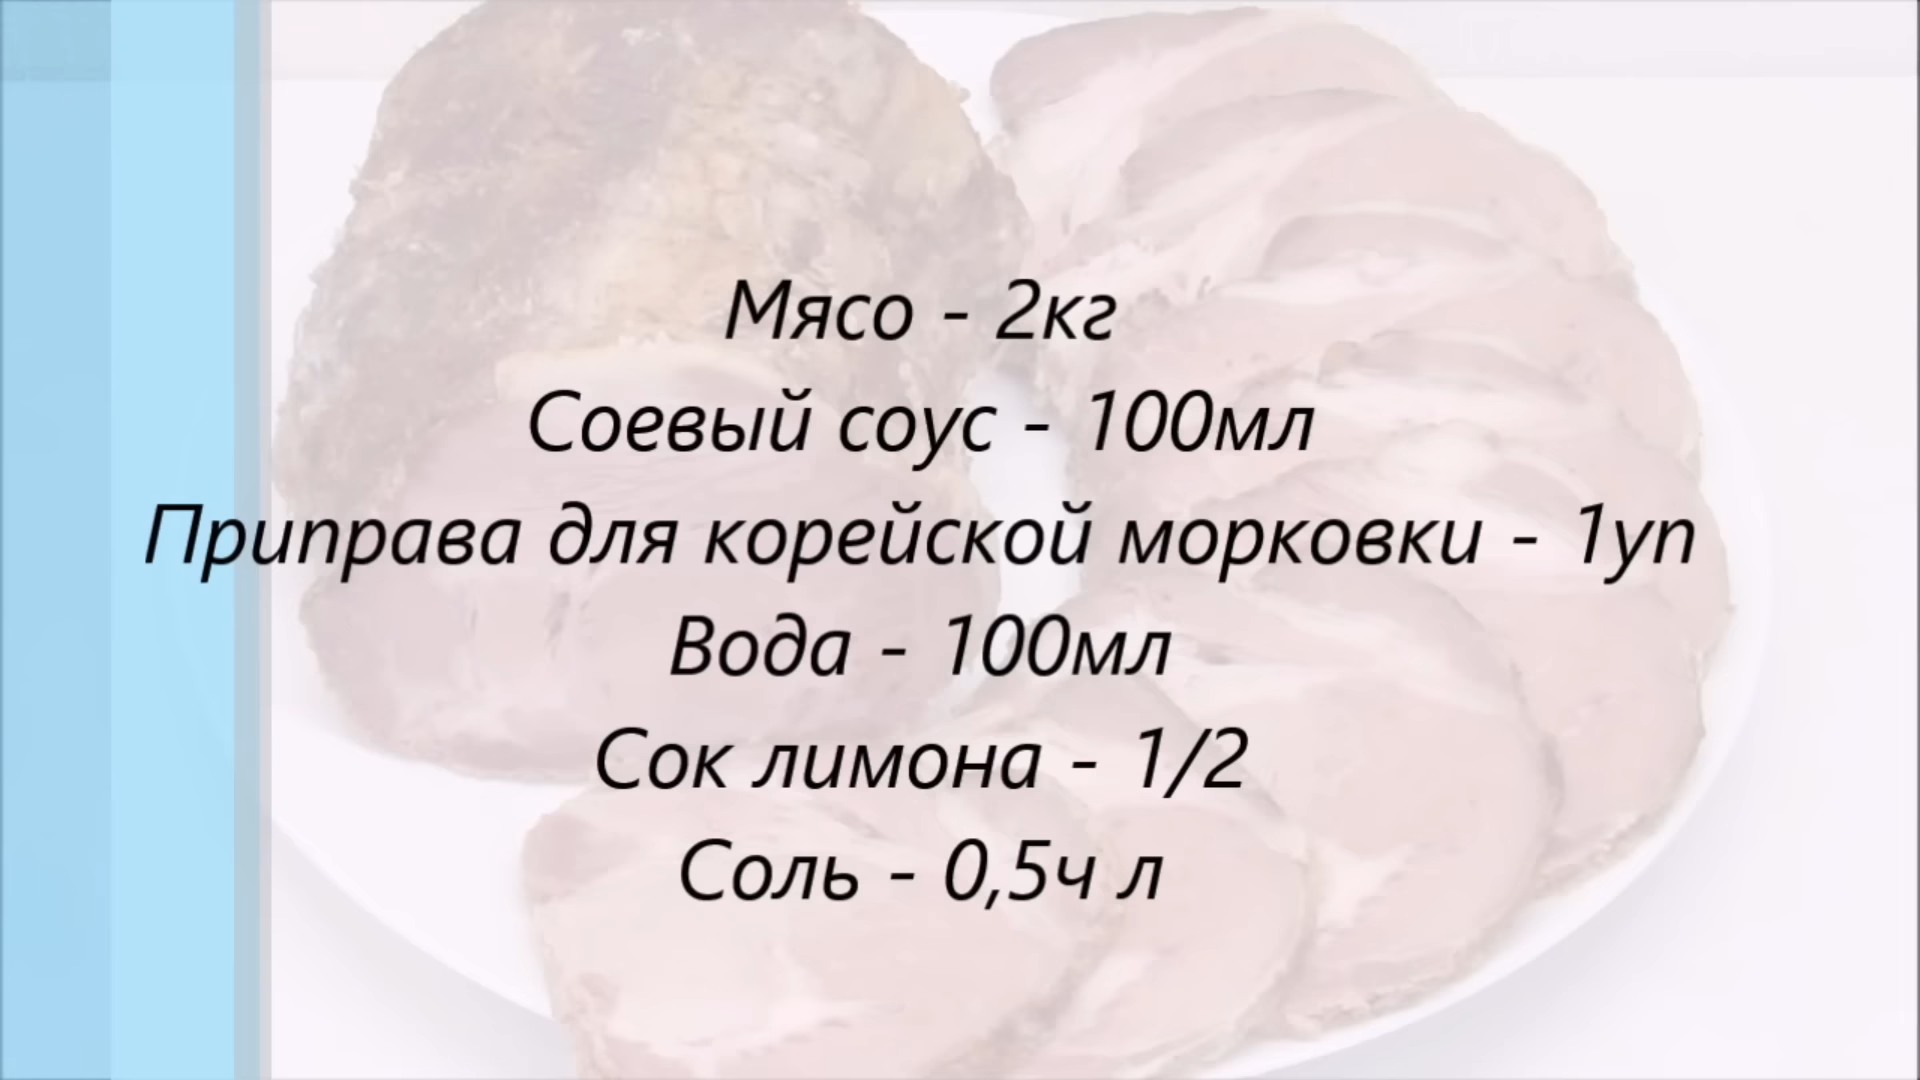 Мясо - 2кг
Соевый соус - 100мл
Приправа для корейской морковки - 1уп
Вода - 100мл
Сок лимона - 1/2
Соль - 0,5ч л